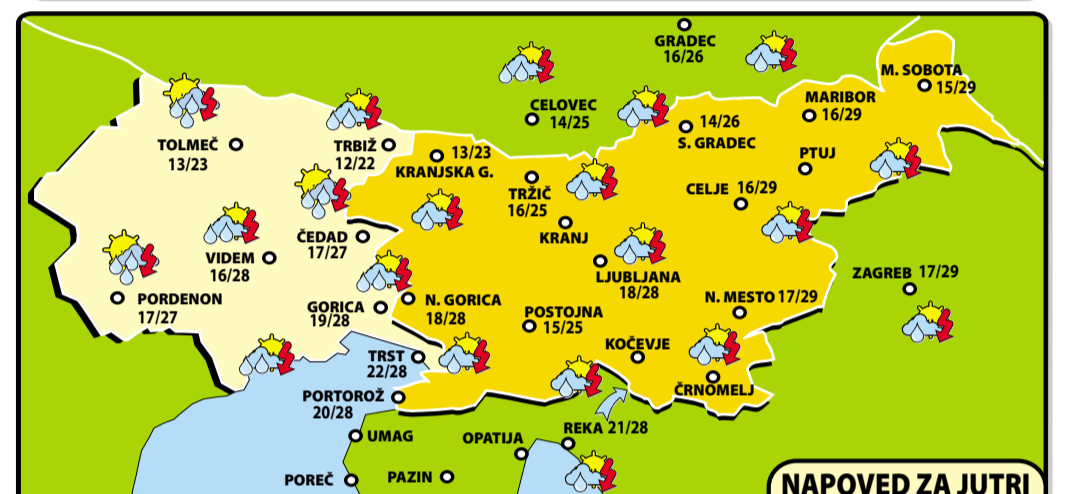 GRADEC
16/26
M. SOBOTA
15/29
CELOVEC
14/25
MARIBOR
16/29
TOLMEČ
13/23
TRBIŽ
12/22
13/23
KRANJSKA G.
14/26
S. GRADEC
PTUJ
TRŽIČ
16/25
CELJE 16/29
KRANJ
ČEDAD
17/27
VIDEM
16/28
LJUBLJANA
18/28
ZAGREB 17/29
PORDENON
17/27
GORICA
19/28
N. GORICA
18/28
N. MESTO 17/29
POSTOJNA
15/25
KOČEVJE
TRST
22/28
ČRNOMELJ
PORTOROŽ
20/28
REKA 21/28
UMAG
OPATIJA
POREČ
PAZIN
NAPOVED ZA JUTRI